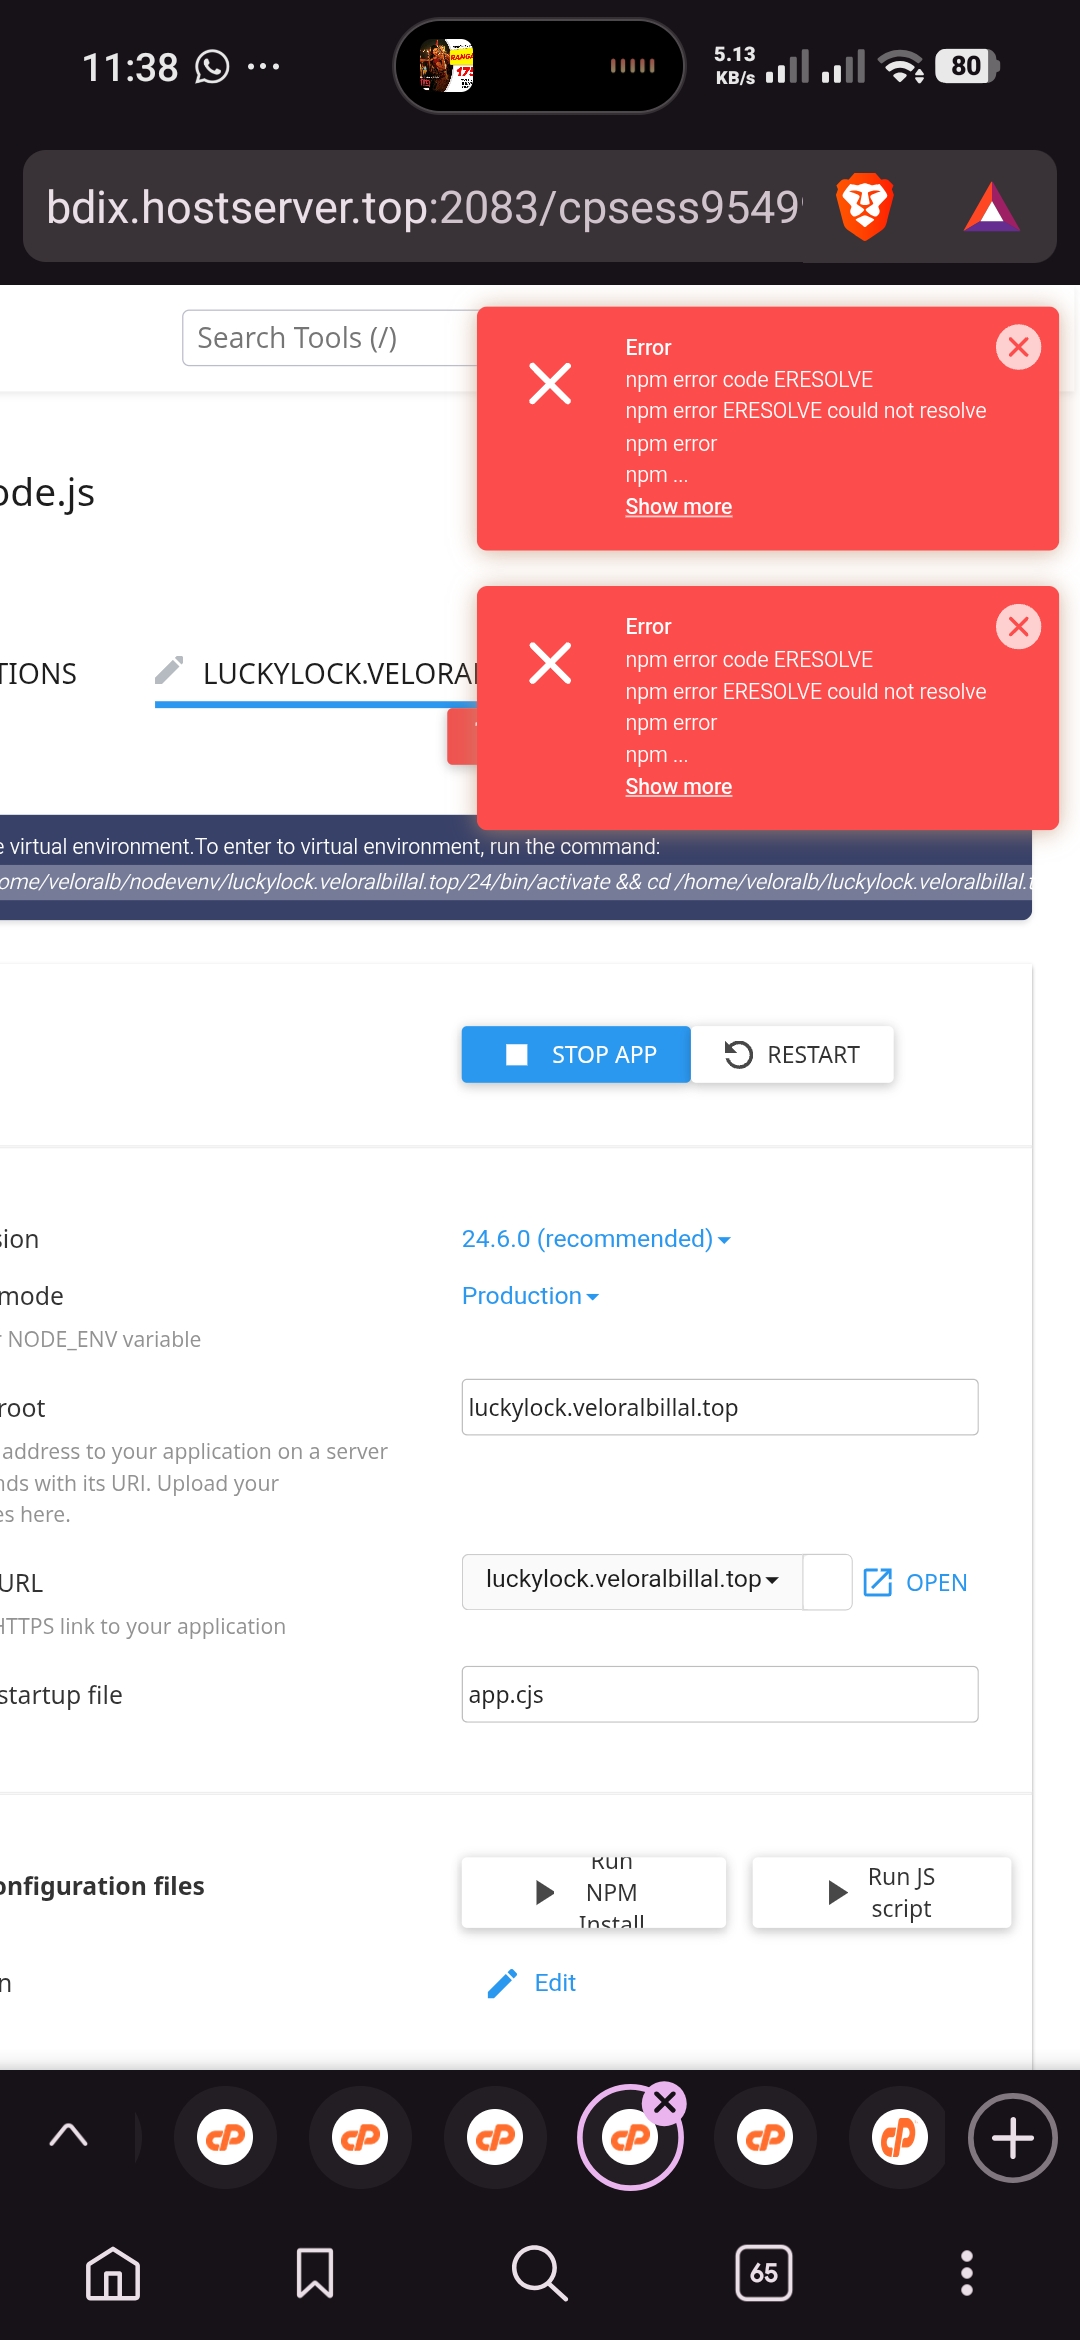 11:38
5.13
KB/s
80
bdix.hostserver.top:2083/cpsess9549
Search Tools (/)
Error
npm error code ERESOLVE
npm error ERESOLVE could not resolve
npm error
npm ...
Show more
ode.js
Error
npm error code ERESOLVE
npm error ERESOLVE could not resolve
npm error
npm ...
Show more
TIONS
LUCKYLOCK.VELORA
e virtual environment.To enter to virtual environment, run the command:
ome/veloralb/nodevenv/luckylock.veloralbillal.top/24/bin/activate && cd /home/veloralb/luckylock.veloralbillal.t
STOP APP
RESTART
sion
24.6.0 (recommended)
mode
Production
r NODE_ENV variable
root
luckylock.veloralbillal.top
address to your application on a server
nds with its URI. Upload your
es here.
URL
luckylock.veloralbillal.top
OPEN
HTTPS link to your application
startup file
app.cjs
onfiguration files
Run
NPM
Install
Run JS
script
n
Edit
65